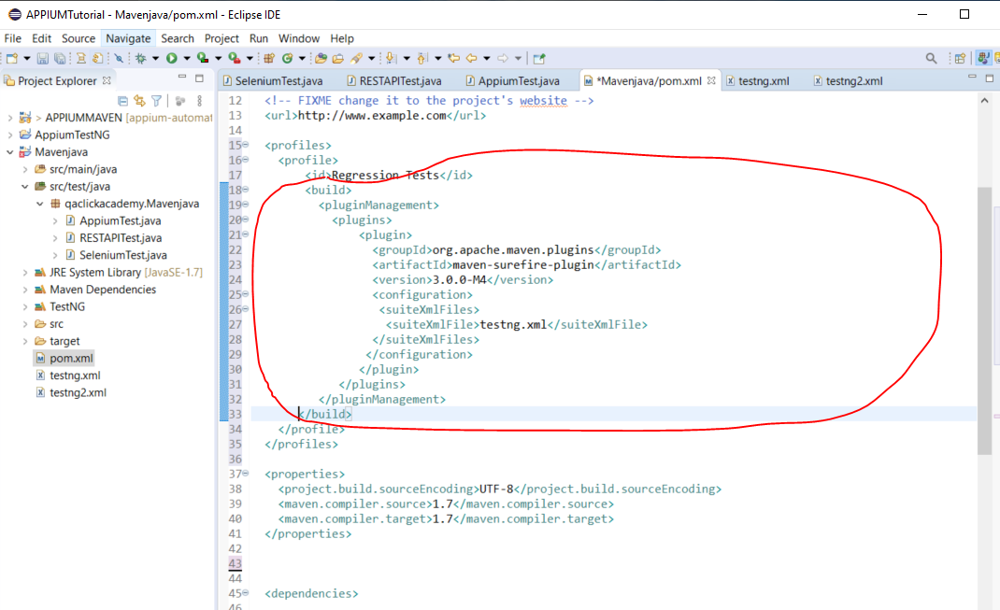 APPIUMTutorial - Mavenjava/pom.xml - Eclipse IDE
File Edit Source Navigate Search Project Run Window Help
Project Explorer
SeleniumTest.java RESTAPITest.java AppiumTest.java *Mavenjava/pom.xml testng.xml testng2.xml
> APPIUMMAVEN [appium-automat
AppiumTestNG
Mavenjava
src/main/java
src/test/java
qaclickacademy.Mavenjava
AppiumTest.java
RESTAPITest.java
SeleniumTest.java
JRE System Library [JavaSE-1.7]
Maven Dependencies
TestNG
src
target
pom.xml
testng.xml
testng2.xml
12 <!-- FIXME change it to the project's website -->
13 <url>http://www.example.com</url>
14
15 <profiles>
16 <profile>
17 <id>Regression Tests</id>
18 <build>
19 <pluginManagement>
20 <plugins>
21 <plugin>
22 <groupId>org.apache.maven.plugins</groupId>
23 <artifactId>maven-surefire-plugin</artifactId>
24 <version>3.0.0-M4</version>
25 <configuration>
26 <suiteXmlFiles>
27 <suiteXmlFile>testng.xml</suiteXmlFile>
28 </suiteXmlFiles>
29 </configuration>
30 </plugin>
31 </plugins>
32 </pluginManagement>
33 </build>
34 </profile>
35 </profiles>
36
37 <properties>
38 <project.build.sourceEncoding>UTF-8</project.build.sourceEncoding>
39 <maven.compiler.source>1.7</maven.compiler.source>
40 <maven.compiler.target>1.7</maven.compiler.target>
41 </properties>
42
43
44
45 <dependencies>
46